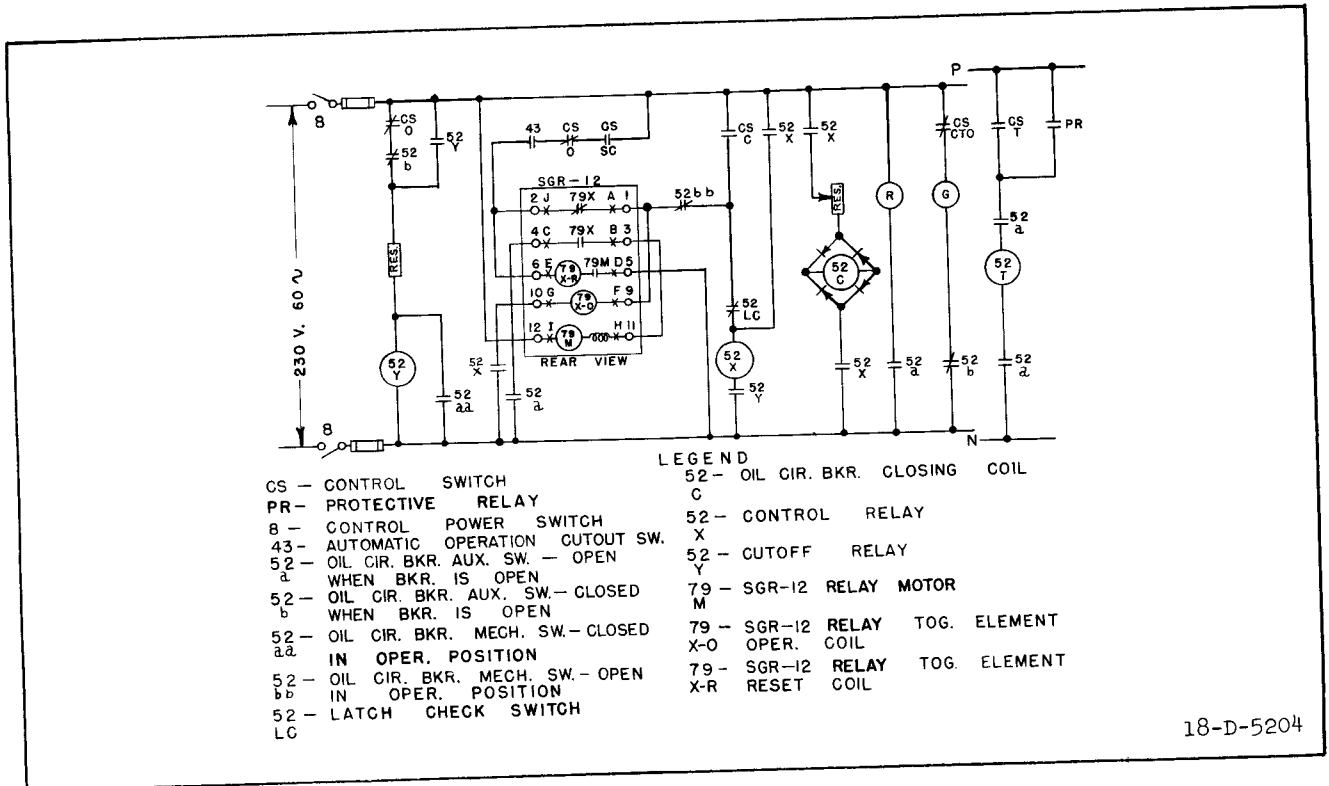 P
8
CS
O
52
Y
43
CS
O
GS
SC
CS
C
52
X
52
X
CS
CTO
CS
T
PR
52
b
SGR-12
2 J 79X A 1
52bb
RES.
R
G
4 C 79X B 3
52
a
230 V. 60 ~
RES.
6 E 79 X-R 79M D 5
52
C
52
T
10 G 79 X-O F 9
52
LC
12 I 79 M H 11
REAR VIEW
52
Y
52
X
52
X
52
a
52
X
52
a
52
b
52
a
52
aa
52
Y
8
N
LEGEND
CS — CONTROL SWITCH
PR — PROTECTIVE RELAY
8 — CONTROL POWER SWITCH
43 - AUTOMATIC OPERATION CUTOUT SW.
52 — OIL CIR. BKR. AUX. SW. — OPEN
a WHEN BKR. IS OPEN
52 — OIL CIR. BKR. AUX. SW. — CLOSED
b WHEN BKR. IS OPEN
52 — OIL CIR. BKR. MECH. SW. — CLOSED
aa IN OPER. POSITION
52 — OIL CIR. BKR. MECH. SW. - OPEN
bb IN OPER. POSITION
52 — LATCH CHECK SWITCH
LC
52 — OIL CIR. BKR. CLOSING COIL
C
52 — CONTROL RELAY
X
52 — CUTOFF RELAY
Y
79 — SGR-12 RELAY MOTOR
M
79 — SGR-12 RELAY TOG. ELEMENT
X-O OPER. COIL
79 - SGR-12 RELAY TOG. ELEMENT
X-R RESET COIL
18-D-5204